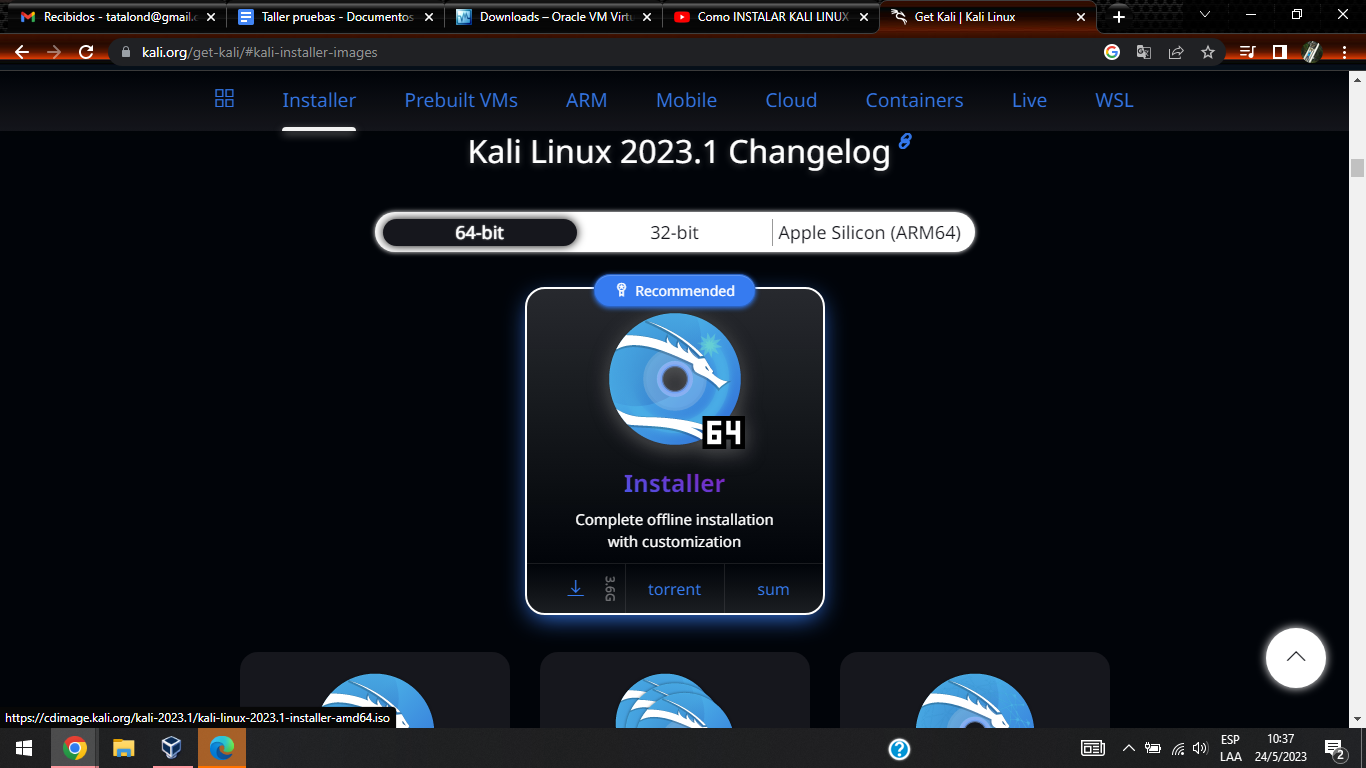 Recibidos - tatalond@gmail.c
Taller pruebas - Documentos
Downloads – Oracle VM Virtu
Como INSTALAR KALI LINUX
Get Kali | Kali Linux
kali.org/get-kali/#kali-installer-images
Installer
Prebuilt VMs
ARM
Mobile
Cloud
Containers
Live
WSL
Kali Linux 2023.1 Changelog
64-bit
32-bit
Apple Silicon (ARM64)
Recommended
64
Installer
Complete offline installation
with customization
3.6G
torrent
sum
https://cdimage.kali.org/kali-2023.1/kali-linux-2023.1-installer-amd64.iso
ESP
LAA
10:37
24/5/2023
2